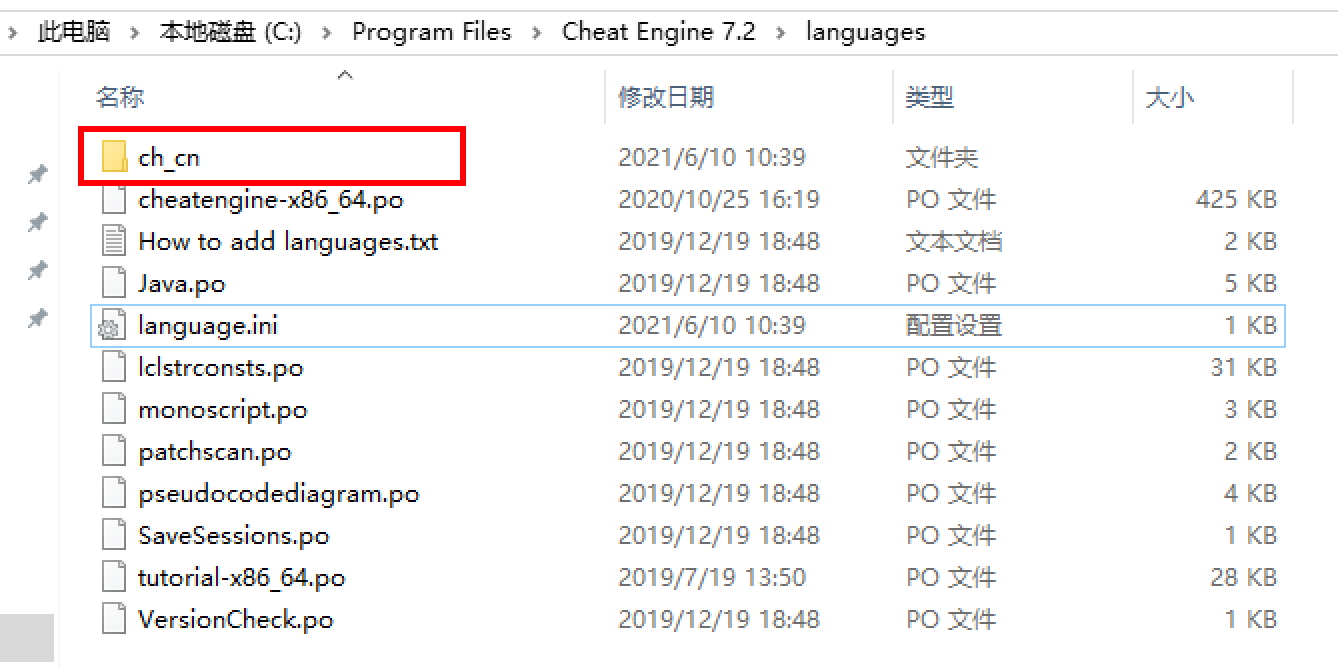 此电脑 > 本地磁盘 (C:) > Program Files > Cheat Engine 7.2 > languages
名称 修改日期 类型 大小
ch_cn 2021/6/10 10:39 文件夹
cheatengine-x86_64.po 2020/10/25 16:19 PO 文件 425 KB
How to add languages.txt 2019/12/19 18:48 文本文档 2 KB
Java.po 2019/12/19 18:48 PO 文件 5 KB
language.ini 2021/6/10 10:39 配置设置 1 KB
lclstrconsts.po 2019/12/19 18:48 PO 文件 31 KB
monoscript.po 2019/12/19 18:48 PO 文件 3 KB
patchscan.po 2019/12/19 18:48 PO 文件 2 KB
pseudocodediagram.po 2019/12/19 18:48 PO 文件 4 KB
SaveSessions.po 2019/12/19 18:48 PO 文件 1 KB
tutorial-x86_64.po 2019/7/19 13:50 PO 文件 28 KB
VersionCheck.po 2019/12/19 18:48 PO 文件 1 KB